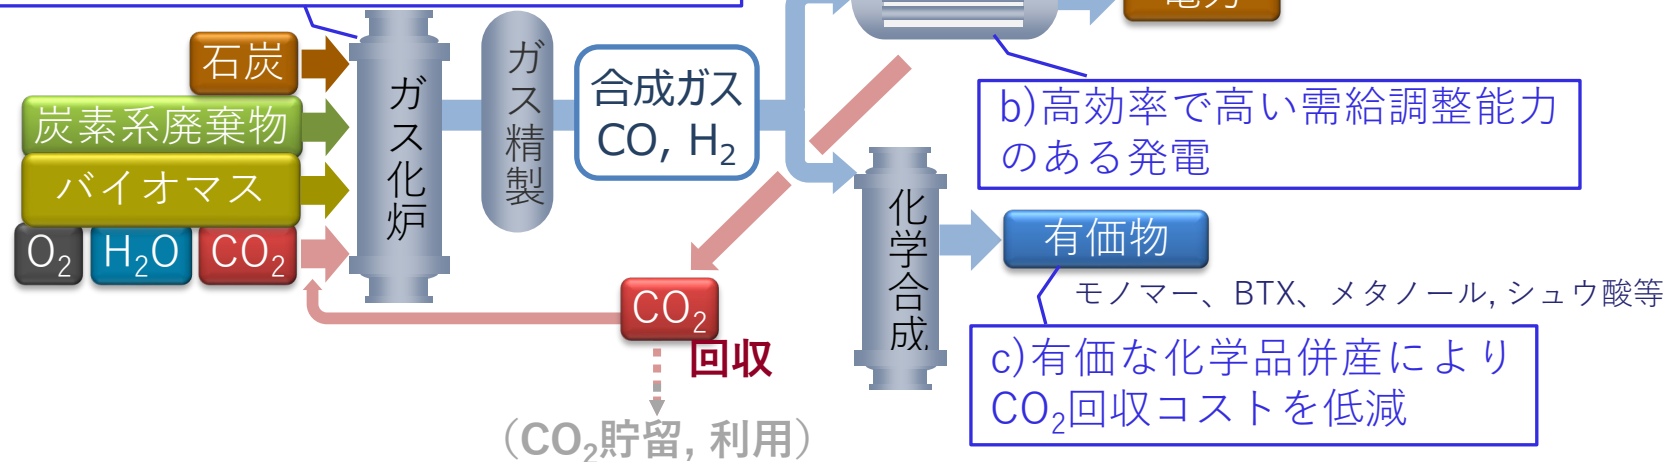 電力
石炭
炭素系廃棄物
バイオマス
O₂ H₂O CO₂
ガス化炉
ガス精製
合成ガス
CO, H₂
b)高効率で高い需給調整能力
のある発電
化学合成
有価物
モノマー、BTX、メタノール, シュウ酸等
CO₂
回収
(CO₂貯留, 利用)
c)有価な化学品併産により
CO₂回収コストを低減